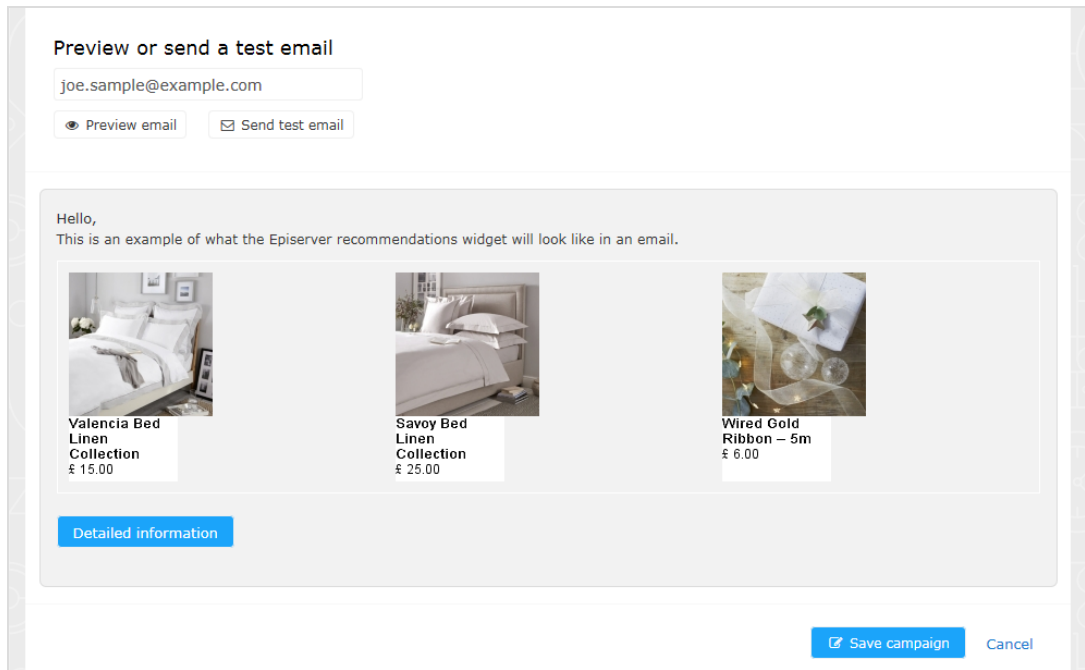 Preview or send a test email
joe.sample@example.com
Preview email
Send test email
Hello,
This is an example of what the Episerver recommendations widget will look like in an email.
Valencia Bed
Linen
Collection
£ 15.00
Savoy Bed
Linen
Collection
£ 25.00
Wired Gold
Ribbon – 5m
£ 6.00
Detailed information
Save campaign
Cancel